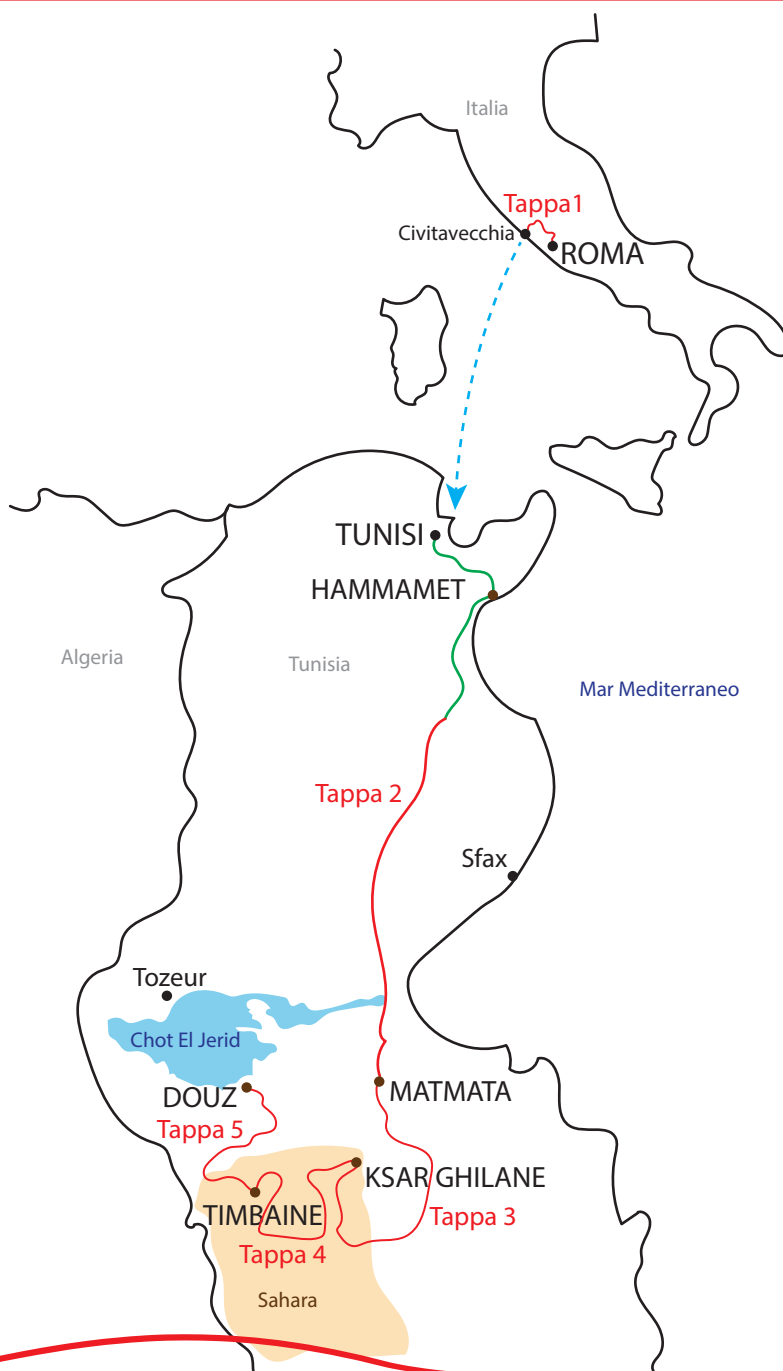 Italia
Tappa1
Civitavecchia
ROMA
TUNISI
HAMMAMET
Algeria
Tunisia
Mar Mediterraneo
Tappa 2
Sfax
Tozeur
Chot El Jerid
DOUZ
MATMATA
Tappa 5
KSAR GHILANE
TIMBAINE
Tappa 3
Tappa 4
Sahara